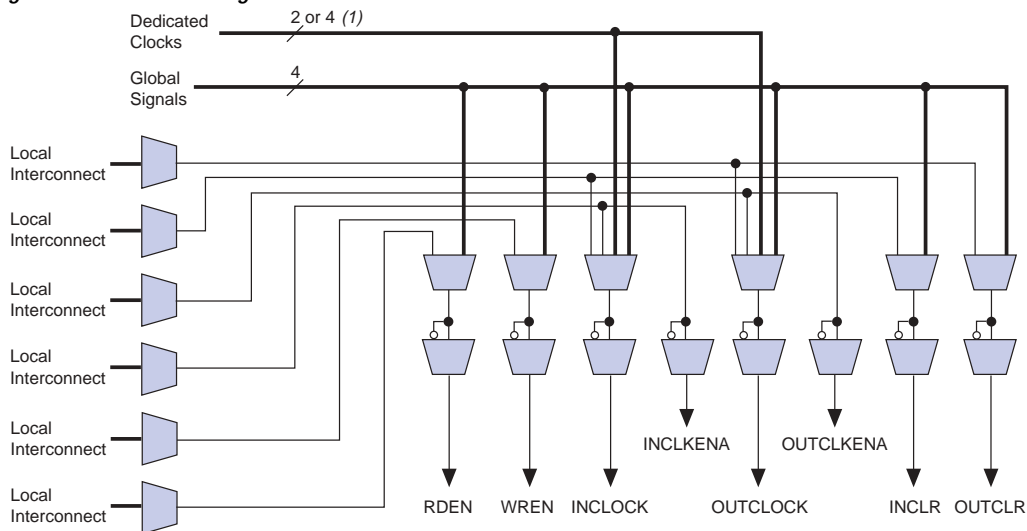 Dedicated
Clocks
2 or 4 (1)
Global
Signals
4
Local
Interconnect
Local
Interconnect
Local
Interconnect
Local
Interconnect
Local
Interconnect
Local
Interconnect
INCLKENA
OUTCLKENA
RDEN
WREN
INCLOCK
OUTCLOCK
INCLR
OUTCLR